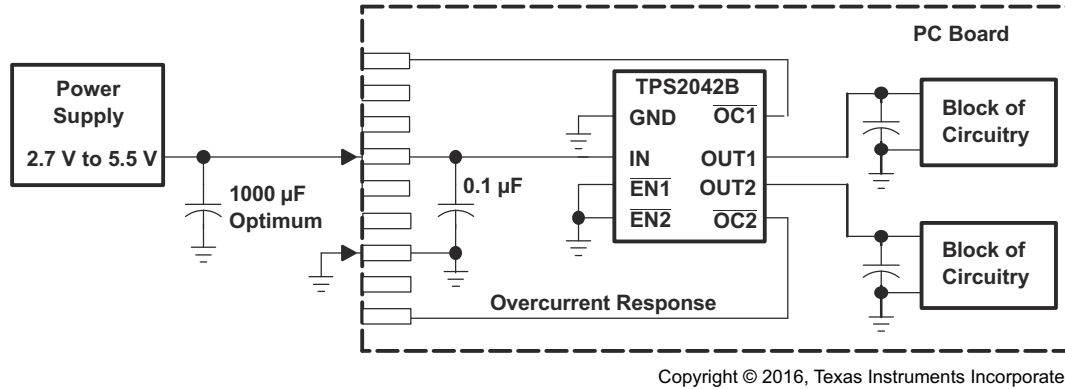 PC Board
Power
Supply
2.7 V to 5.5 V
1000 µF
Optimum
0.1 µF
TPS2042B
GND
OC1
IN
OUT1
EN1
OUT2
EN2
OC2
Block of
Circuitry
Block of
Circuitry
Overcurrent Response
Copyright © 2016, Texas Instruments Incorporate